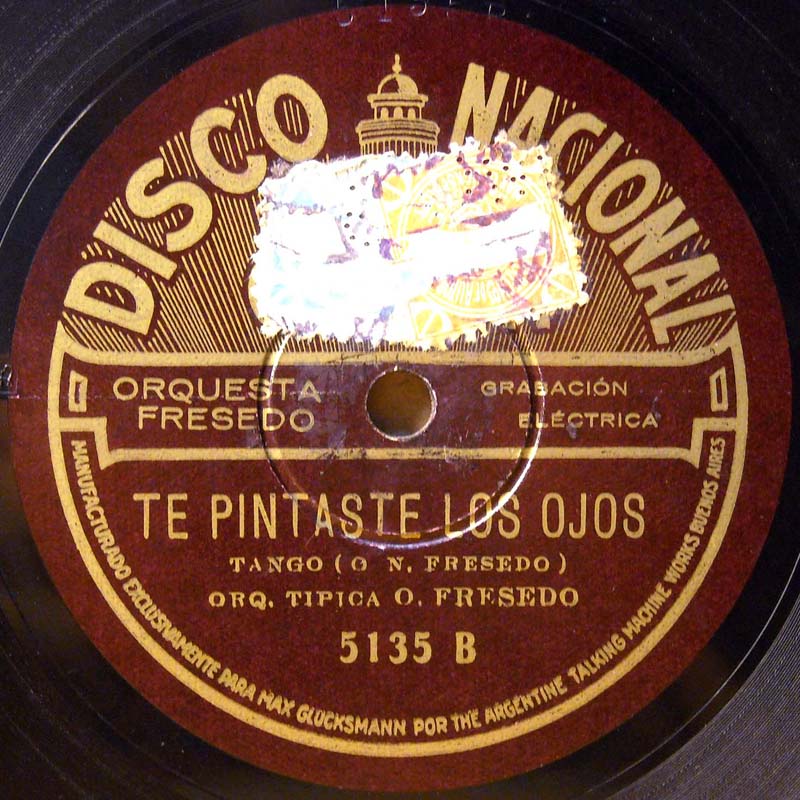 DISCO NACIONAL
ORQUESTA
FRESEDO
GRABACIÓN
ELÉCTRICA
TE PINTASTE LOS OJOS
TANGO (O N. FRESEDO)
ORQ. TIPICA O. FRESEDO
5135 B
MANUFACTURADO EXCLUSIVAMENTE PARA MAX GLÜCKSMANN POR THE ARGENTINE TALKING MACHINE WORKS BUENOS AIRES